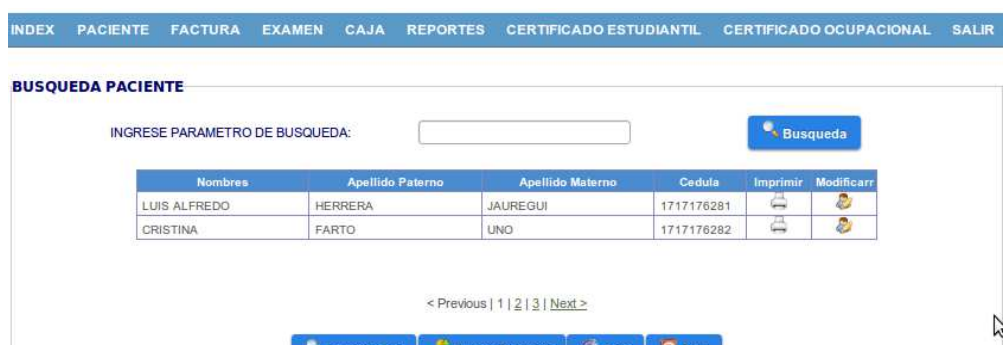 INDEX PACIENTE FACTURA EXAMEN CAJA REPORTES CERTIFICADO ESTUDIANTIL CERTIFICADO OCUPACIONAL SALIR
BUSQUEDA PACIENTE
INGRESE PARAMETRO DE BUSQUEDA: Busqueda
Nombres Apellido Paterno Apellido Materno Cedula Imprimir Modificarr
LUIS ALFREDO HERRERA JAUREGUI 1717176281
CRISTINA FARTO UNO 1717176282
< Previous | 1 | 2 | 3 | Next >